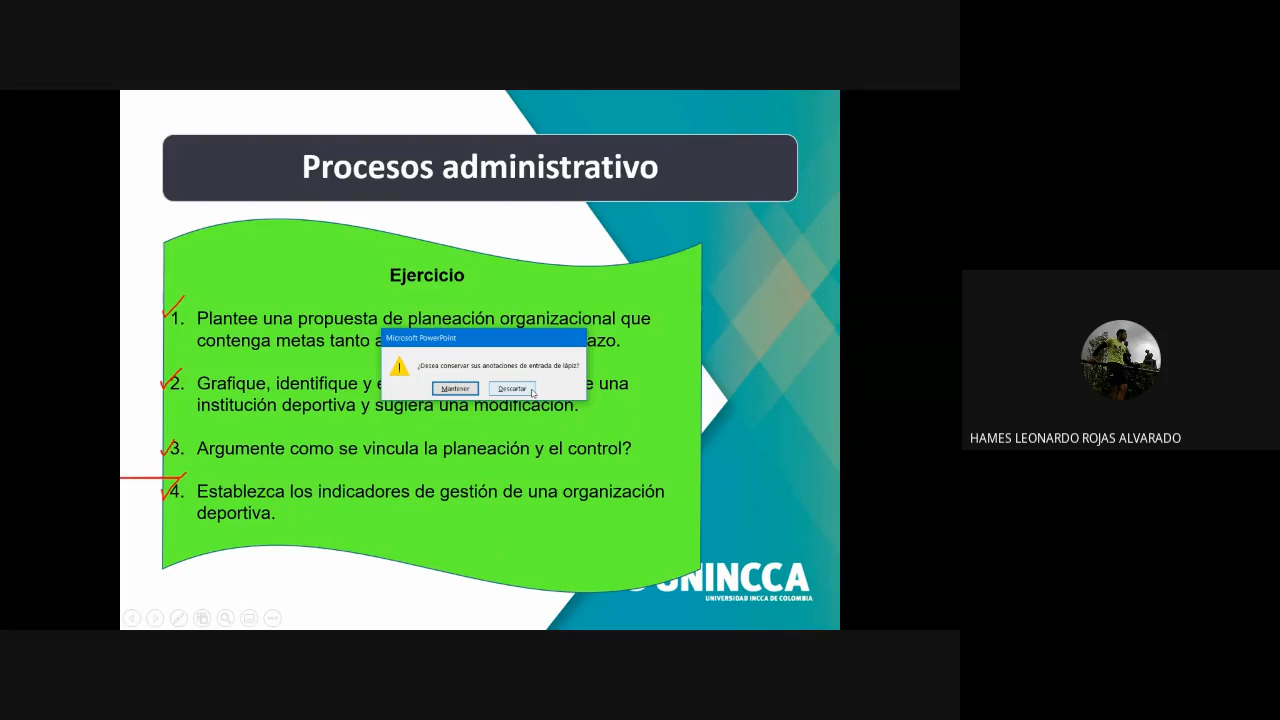 Procesos administrativo
Ejercicio
1. Plantee una propuesta de planeación organizacional que
contenga metas tanto a azo.
Microsoft PowerPoint
¿Desea conservar sus anotaciones de entrada de lápiz?
Mantener Descartar
2. Grafique, identifique y e e una
institución deportiva y sugiera una modificación.
3. Argumente como se vincula la planeación y el control?
4. Establezca los indicadores de gestión de una organización
deportiva.
UNINCCA
UNIVERSIDAD INCCA DE COLOMBIA
HAMES LEONARDO ROJAS ALVARADO